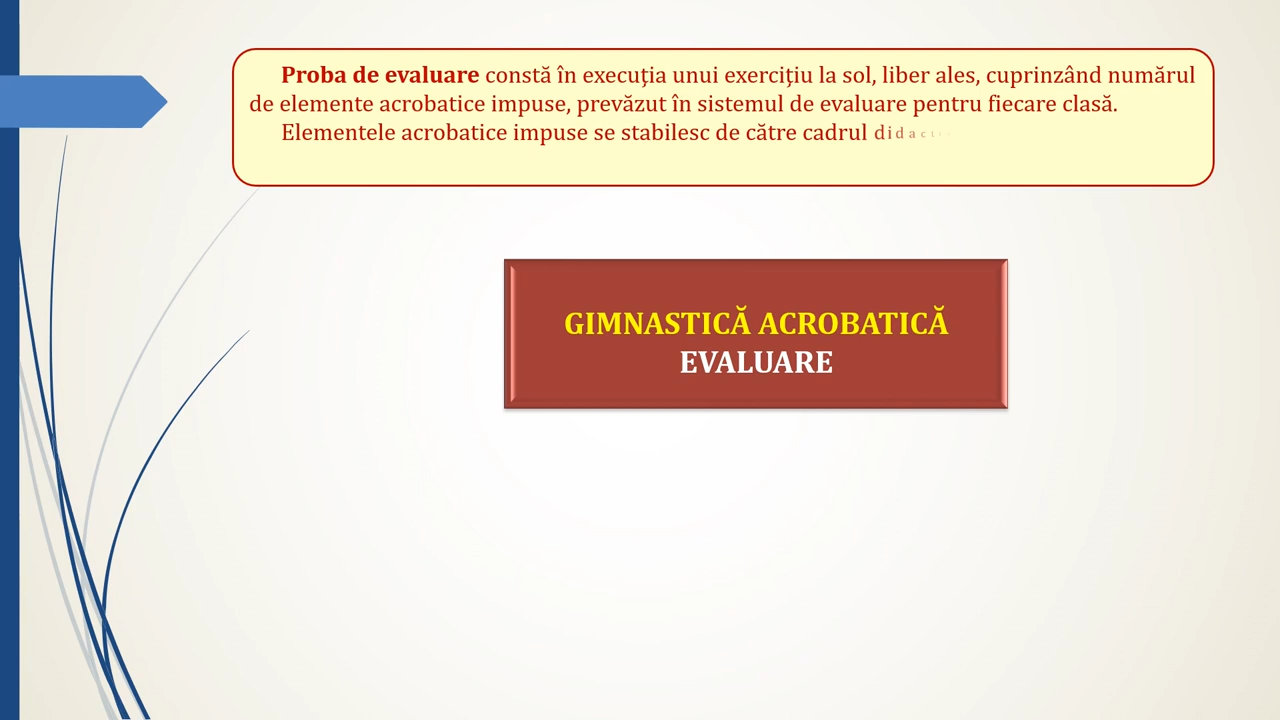 Proba de evaluare constă în execuția unui exercițiu la sol, liber ales, cuprinzând numărul
de elemente acrobatice impuse, prevăzut în sistemul de evaluare pentru fiecare clasă.
Elementele acrobatice impuse se stabilesc de către cadrul
GIMNASTICĂ ACROBATICĂ
EVALUARE